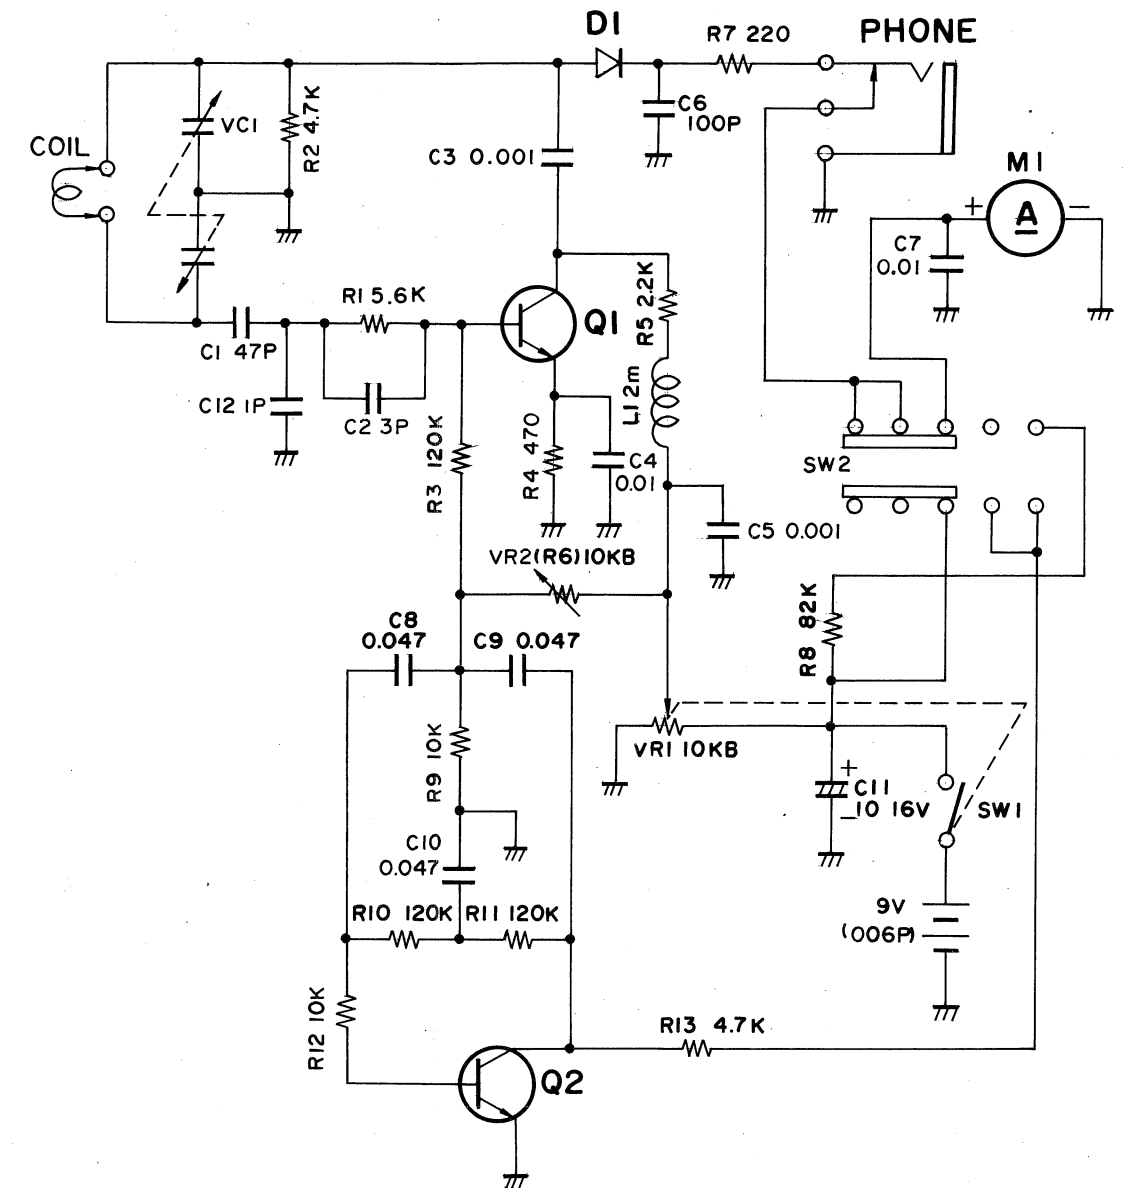 D1
R7 220
PHONE
C6
100P
VC1
R2 4.7K
COIL
C3 0.001
M1
+
−
A
C7
0.01
R1 5.6K
Q1
R5 2.2K
C1 47P
C12 1P
C2 3P
L1 2m
R3 120K
R4 470
C4
0.01
SW2
C5 0.001
VR2(R6)10KB
C8
0.047
C9 0.047
R8 82K
R9 10K
VR1 10KB
+
C11
−
10 16V
SW1
C10
0.047
R10 120K
R11 120K
9V
(006P)
R12 10K
R13 4.7K
Q2